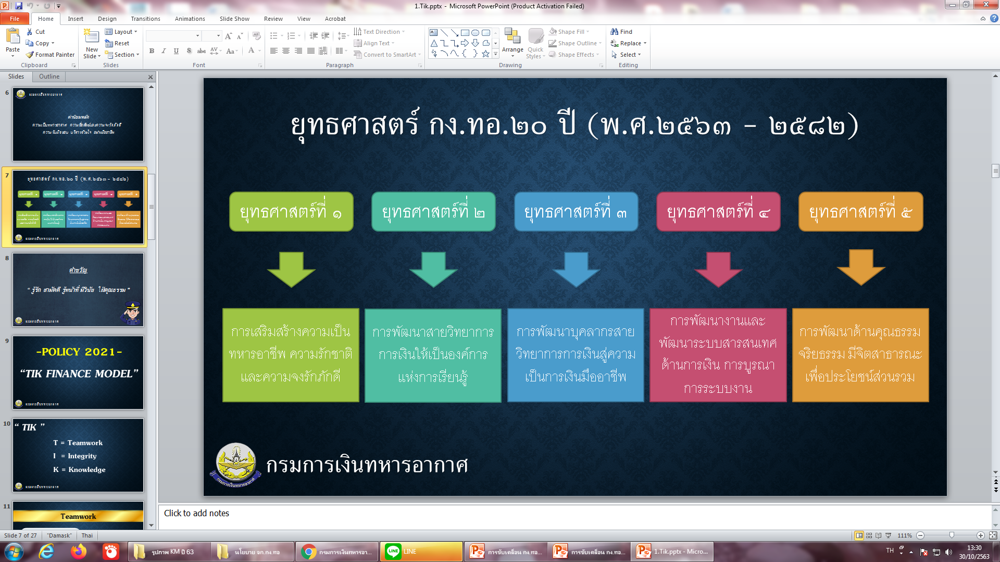 1.Tik.pptx - Microsoft PowerPoint (Product Activation Failed)
File Home Insert Design Transitions Animations Slide Show Review View Acrobat
Paste
Cut
Copy
Format Painter
Clipboard
New Slide
Layout
Reset
Section
Slides
Font
Text Direction
Align Text
Convert to SmartArt
Paragraph
Arrange
Quick Styles
Shape Fill
Shape Outline
Shape Effects
Drawing
Find
Replace
Select
Editing
Slides Outline
6
ค่านิยมหลัก
7
ยุทธศาสตร์ กง.ทอ.๒๐ ปี (พ.ศ.๒๕๖๓ - ๒๕๘๒)
8
คำขวัญ
“ รู้รัก สามัคคี รู้หน้าที่ มีวินัย ใฝ่คุณธรรม ”
9
-POLICY 2021-
“TIK FINANCE MODEL”
10
“ TIK ”
T = Teamwork
I = Integrity
K = Knowledge
11
Teamwork
ยุทธศาสตร์ กง.ทอ.๒๐ ปี (พ.ศ.๒๕๖๓ - ๒๕๘๒)
ยุทธศาสตร์ที่ ๑
ยุทธศาสตร์ที่ ๒
ยุทธศาสตร์ที่ ๓
ยุทธศาสตร์ที่ ๔
ยุทธศาสตร์ที่ ๕
การเสริมสร้างความเป็น
ทหารอาชีพ ความรักชาติ
และความจงรักภักดี
การพัฒนาสายวิทยาการ
การเงินให้เป็นองค์การ
แห่งการเรียนรู้
การพัฒนาบุคลากรสาย
วิทยาการการเงินสู่ความ
เป็นการเงินมืออาชีพ
การพัฒนางานและ
พัฒนาระบบสารสนเทศ
ด้านการเงิน การบูรณา
การระบบงาน
การพัฒนาด้านคุณธรรม
จริยธรรม มีจิตสาธารณะ
เพื่อประโยชน์ส่วนรวม
กรมการเงินทหารอากาศ
กรมการเงินทหารอากาศ
Click to add notes
Slide 7 of 27 "Damask" Thai
111%
รูปภาพ KM ปี 63
นโยบาย จก.กง.ทอ
กรมการเงินทหารอา...
LINE
การขับเคลื่อน กง.ทอ...
การขับเคลื่อน กง.ทอ...
1.Tik.pptx - Micro...
TH
13:30
30/10/2563